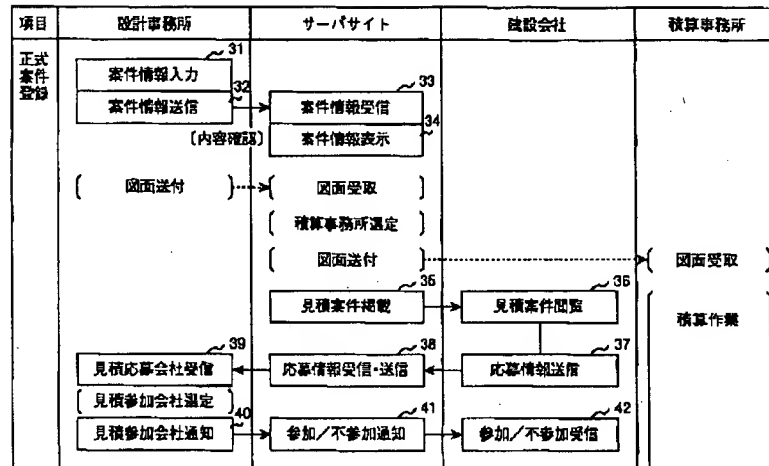 項目 設計事務所 サーバサイト 建設会社 積算事務所
正式
案件
登録
31
案件情報入力
32
33
案件情報送信 案件情報受信
34
〔内容確認〕 案件情報表示
〔 図面送付 〕 〔 図面受取 〕
〔 積算事務所選定 〕
〔 図面送付 〕 〔 図面受取 〕
35 36
見積案件掲載 見積案件閲覧 積算作業
39 38 37
見積応募会社受信 応募情報受信・送信 応募情報送信
〔見積参加会社選定〕
40 41 42
見積参加会社通知 参加／不参加通知 参加／不参加受信